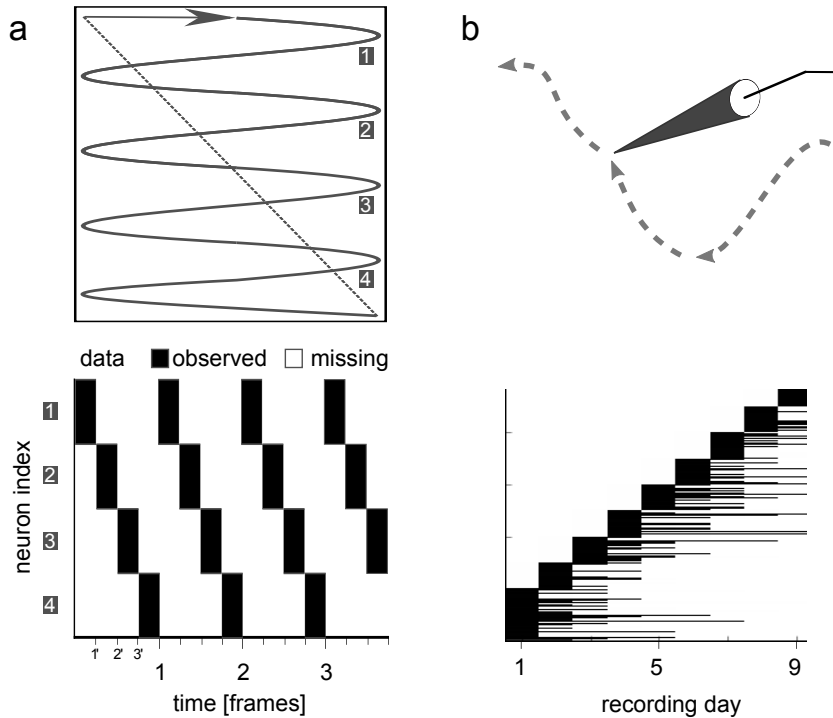 a
1
2
3
4
data observed missing
neuron index
1
2
3
4
1' 2' 3'
1 2 3
time [frames]
b
1 5 9
recording day